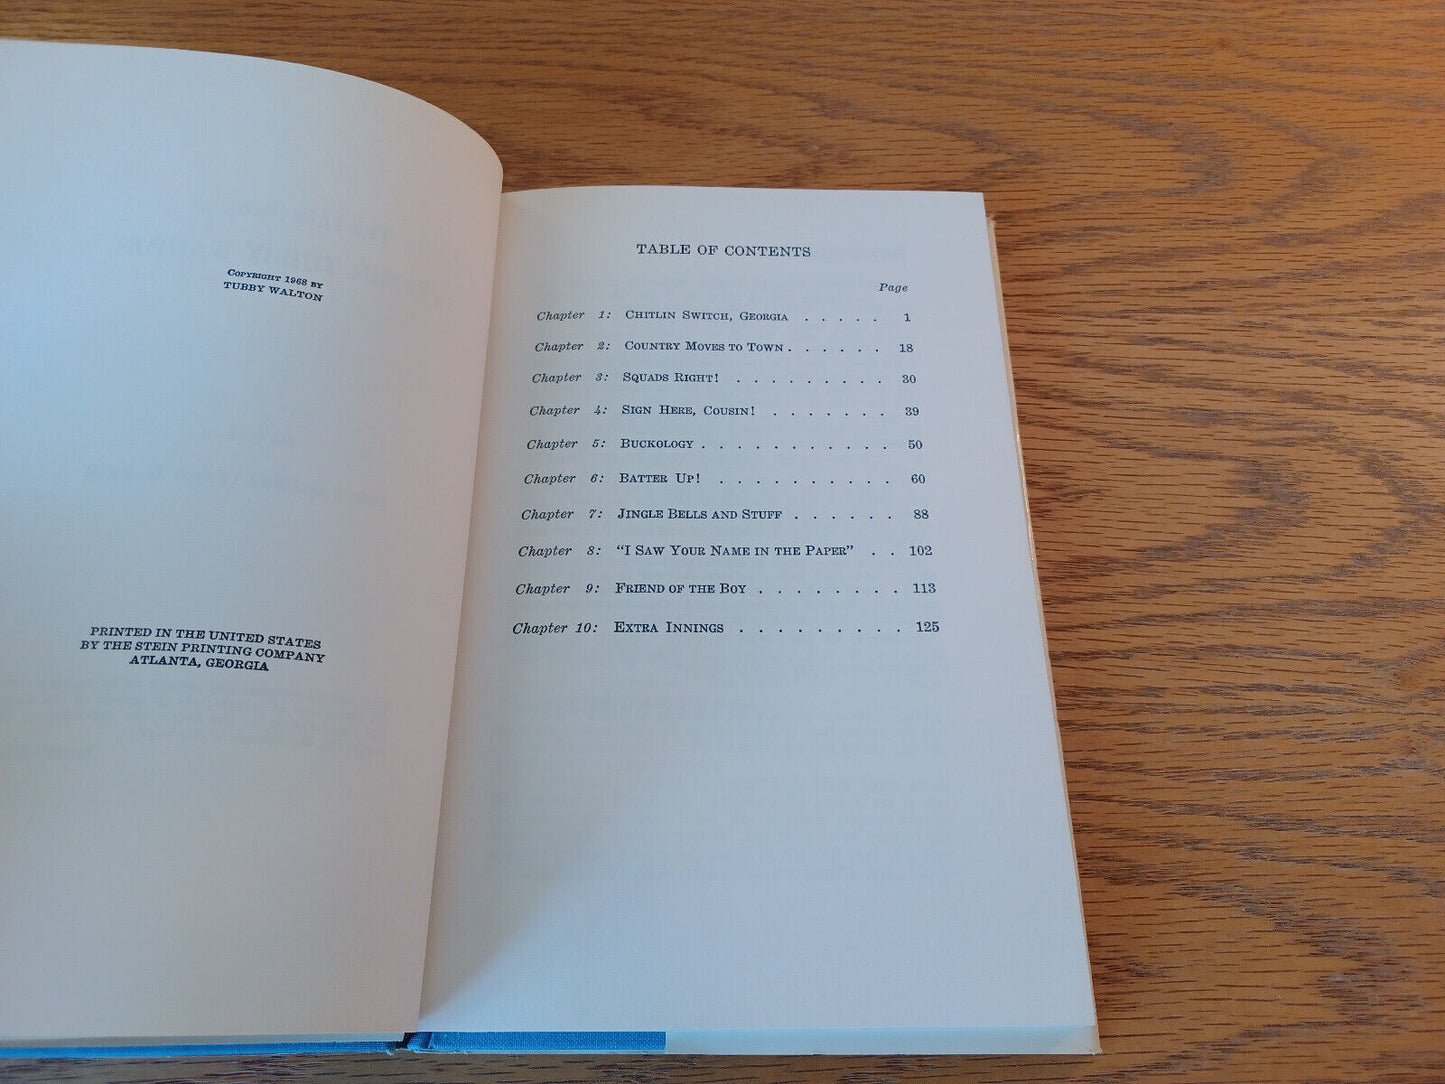 Copyright 1968 by
TUBBY WALTON
PRINTED IN THE UNITED STATES
BY THE STEIN PRINTING COMPANY
ATLANTA, GEORGIA
TABLE OF CONTENTS
Page
Chapter 1: Chitlin Switch, Georgia . . . . . 1
Chapter 2: Country Moves to Town . . . . . . 18
Chapter 3: Squads Right! . . . . . . . . . 30
Chapter 4: Sign Here, Cousin! . . . . . . . 39
Chapter 5: Buckology . . . . . . . . . . . 50
Chapter 6: Batter Up! . . . . . . . . . . 60
Chapter 7: Jingle Bells and Stuff . . . . . . 88
Chapter 8: "I Saw Your Name in the Paper" . . 102
Chapter 9: Friend of the Boy . . . . . . . . 113
Chapter 10: Extra Innings . . . . . . . . . 125